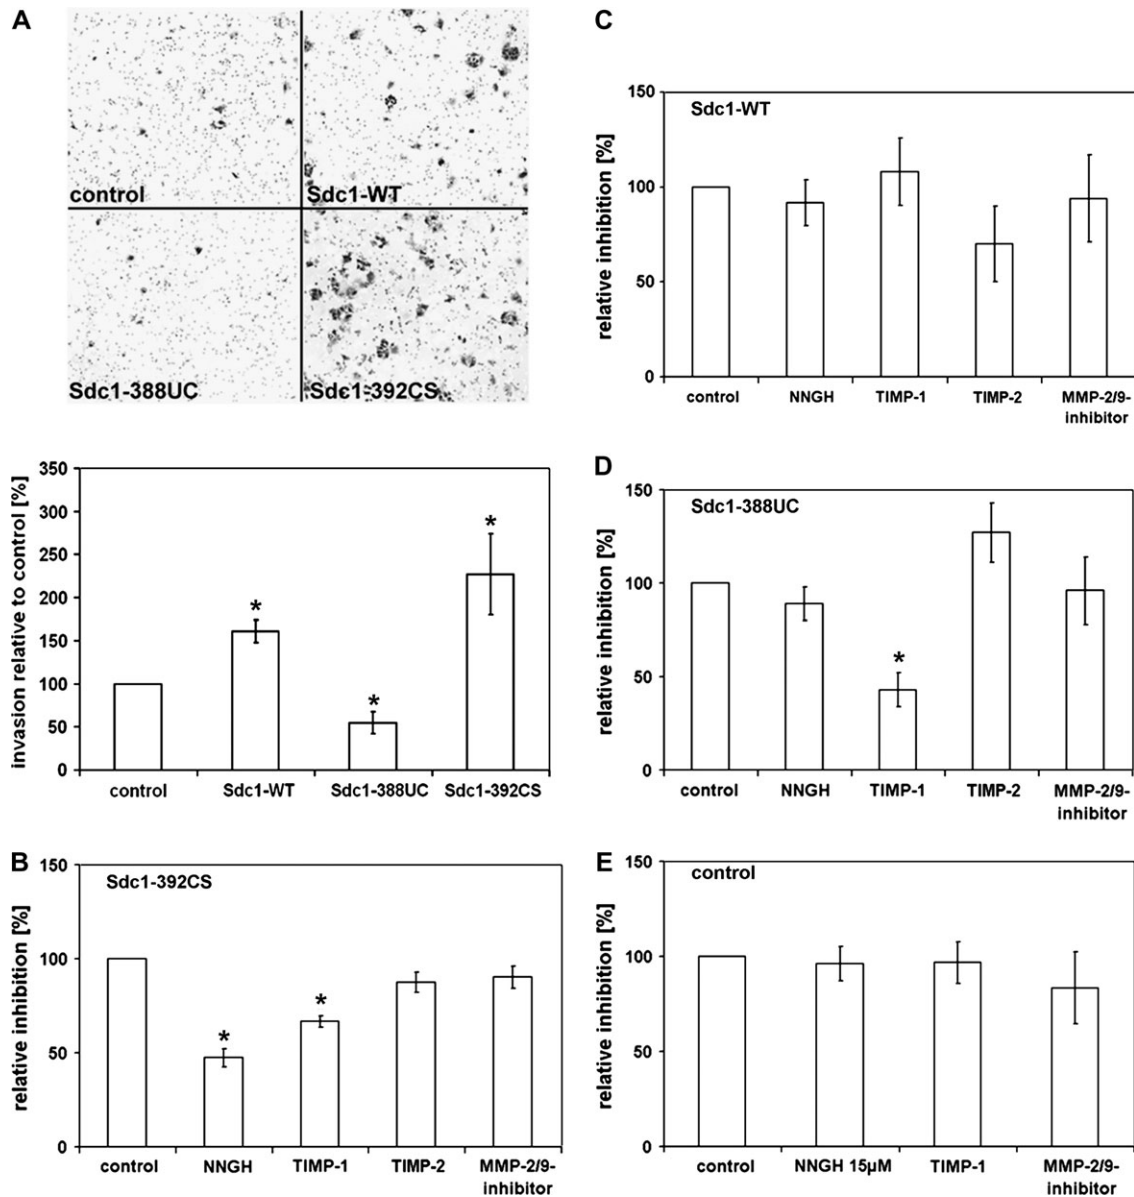 A
control
Sdc1-WT
Sdc1-388UC
Sdc1-392CS
invasion relative to control [%]
350
300
250
200
150
100
50
0
*
*
*
control Sdc1-WT Sdc1-388UC Sdc1-392CS
B
Sdc1-392CS
relative inhibition [%]
150
100
50
0
*
*
control NNGH TIMP-1 TIMP-2 MMP-2/9-
inhibitor
C
Sdc1-WT
relative inhibition [%]
150
100
50
0
control NNGH TIMP-1 TIMP-2 MMP-2/9-
inhibitor
D
Sdc1-388UC
relative inhibition [%]
150
100
50
0
*
control NNGH TIMP-1 TIMP-2 MMP-2/9-
inhibitor
E
control
relative inhibition [%]
150
100
50
0
control NNGH 15µM TIMP-1 MMP-2/9-
inhibitor